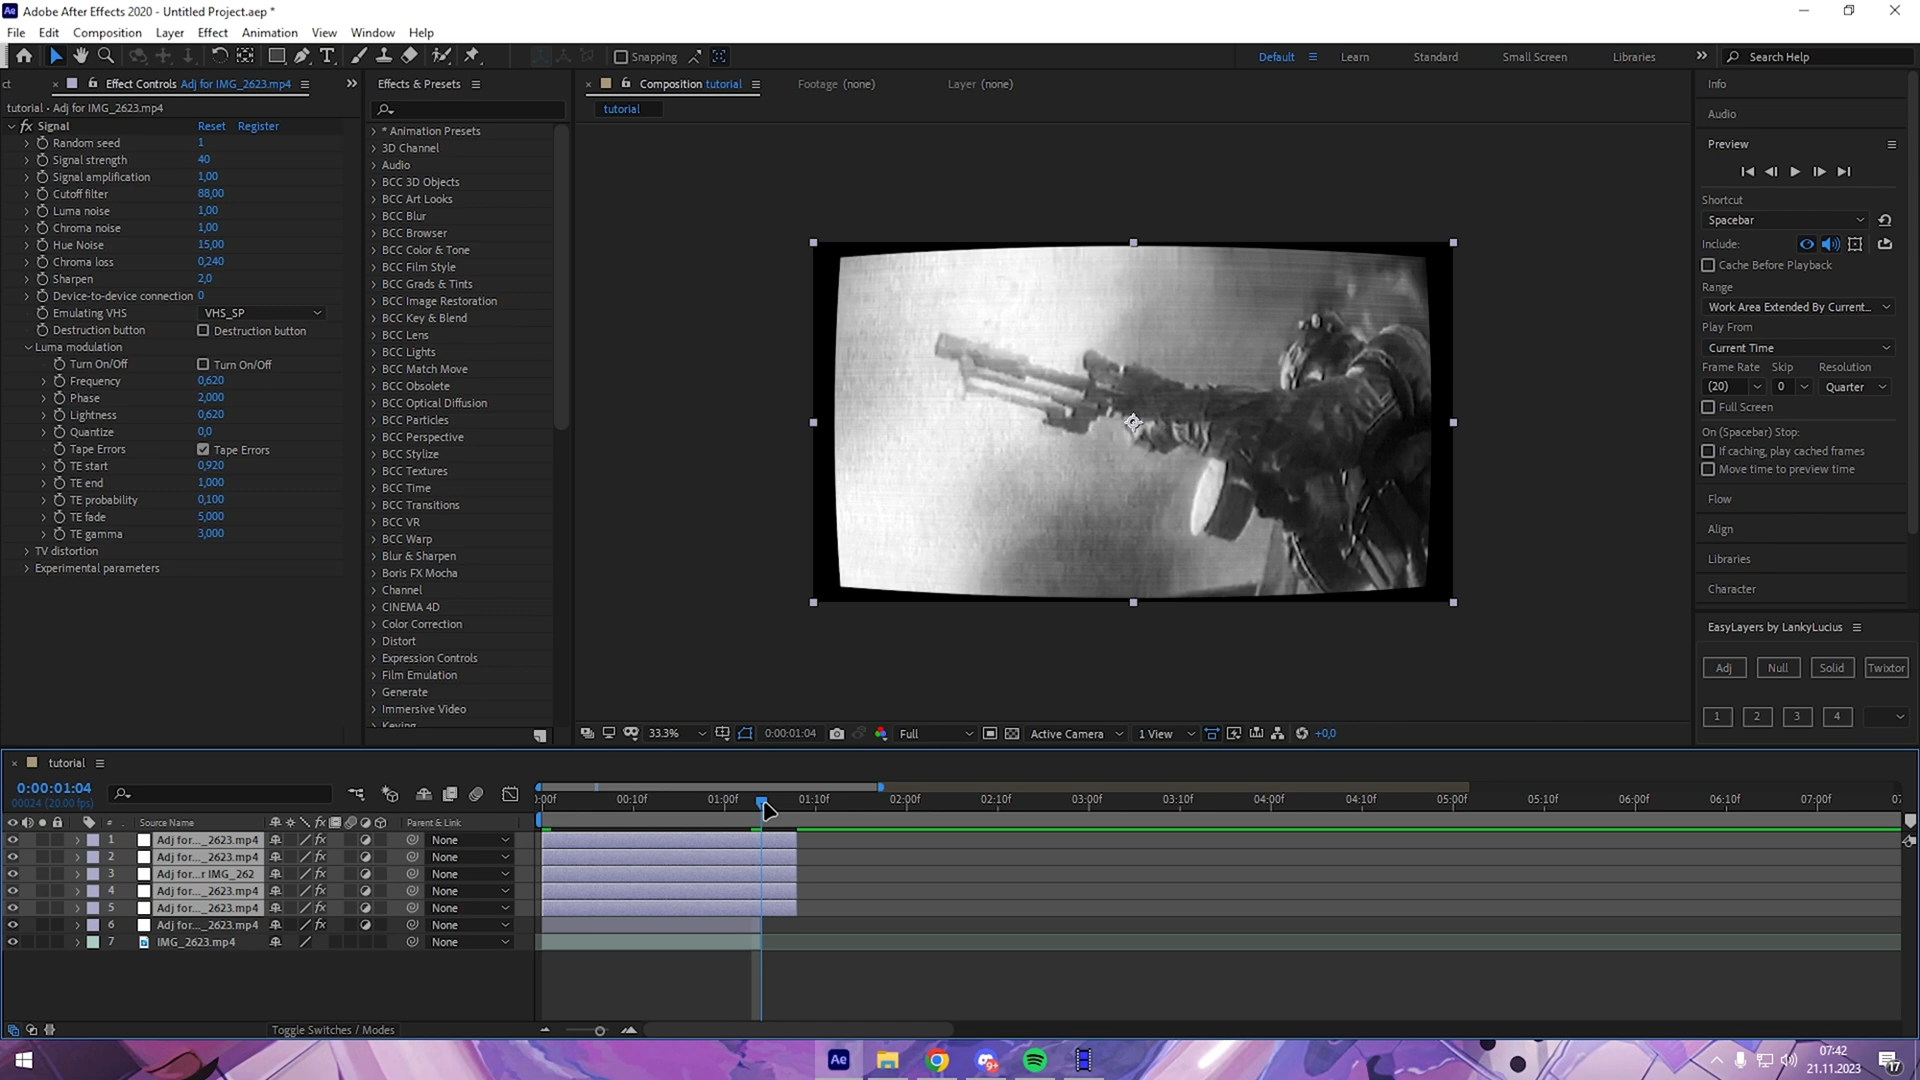 Adobe After Effects 2020 - Untitled Project.aep *
File Edit Composition Layer Effect Animation View Window Help
Snapping
Default Learn Standard Small Screen Libraries Search Help
ct Effect Controls Adj for IMG_2623.mp4
tutorial • Adj for IMG_2623.mp4
fx Signal Reset Register
Random seed 1
Signal strength 40
Signal amplification 1,00
Cutoff filter 88,00
Luma noise 1,00
Chroma noise 1,00
Hue Noise 15,00
Chroma loss 0,240
Sharpen 2,0
Device-to-device connection 0
Emulating VHS VHS_SP
Destruction button Destruction button
Luma modulation
Turn On/Off Turn On/Off
Frequency 0,620
Phase 2,000
Lightness 0,620
Quantize 0,0
Tape Errors Tape Errors
TE start 0,920
TE end 1,000
TE probability 0,100
TE fade 5,000
TE gamma 3,000
TV distortion
Experimental parameters
Effects & Presets
* Animation Presets
3D Channel
Audio
BCC 3D Objects
BCC Art Looks
BCC Blur
BCC Browser
BCC Color & Tone
BCC Film Style
BCC Grads & Tints
BCC Image Restoration
BCC Key & Blend
BCC Lens
BCC Lights
BCC Match Move
BCC Obsolete
BCC Optical Diffusion
BCC Particles
BCC Perspective
BCC Stylize
BCC Textures
BCC Time
BCC Transitions
BCC VR
BCC Warp
Blur & Sharpen
Boris FX Mocha
Channel
CINEMA 4D
Color Correction
Distort
Expression Controls
Film Emulation
Generate
Immersive Video
Keying
Composition tutorial Footage (none) Layer (none)
tutorial
33.3% 0:00:01:04 Full Active Camera 1 View +0,0
Info
Audio
Preview
Shortcut
Spacebar
Include:
Cache Before Playback
Range
Work Area Extended By Current...
Play From
Current Time
Frame Rate Skip Resolution
(20) 0 Quarter
Full Screen
On (Spacebar) Stop:
If caching, play cached frames
Move time to preview time
Flow
Align
Libraries
Character
EasyLayers by LankyLucius
Adj Null Solid Twixtor
1 2 3 4
tutorial
0:00:01:04
00024 (20.00 fps)
:00f 00:10f 01:00f 01:10f 02:00f 02:10f 03:00f 03:10f 04:00f 04:10f 05:00f 05:10f 06:00f 06:10f 07:00f 07
# Source Name fx Parent & Link
1 Adj for..._2623.mp4 fx None
2 Adj for..._2623.mp4 fx None
3 Adj for...r IMG_262 fx None
4 Adj for..._2623.mp4 fx None
5 Adj for..._2623.mp4 fx None
6 Adj for..._2623.mp4 fx None
7 IMG_2623.mp4 None
Toggle Switches / Modes
Ae
07:42
21.11.2023
17